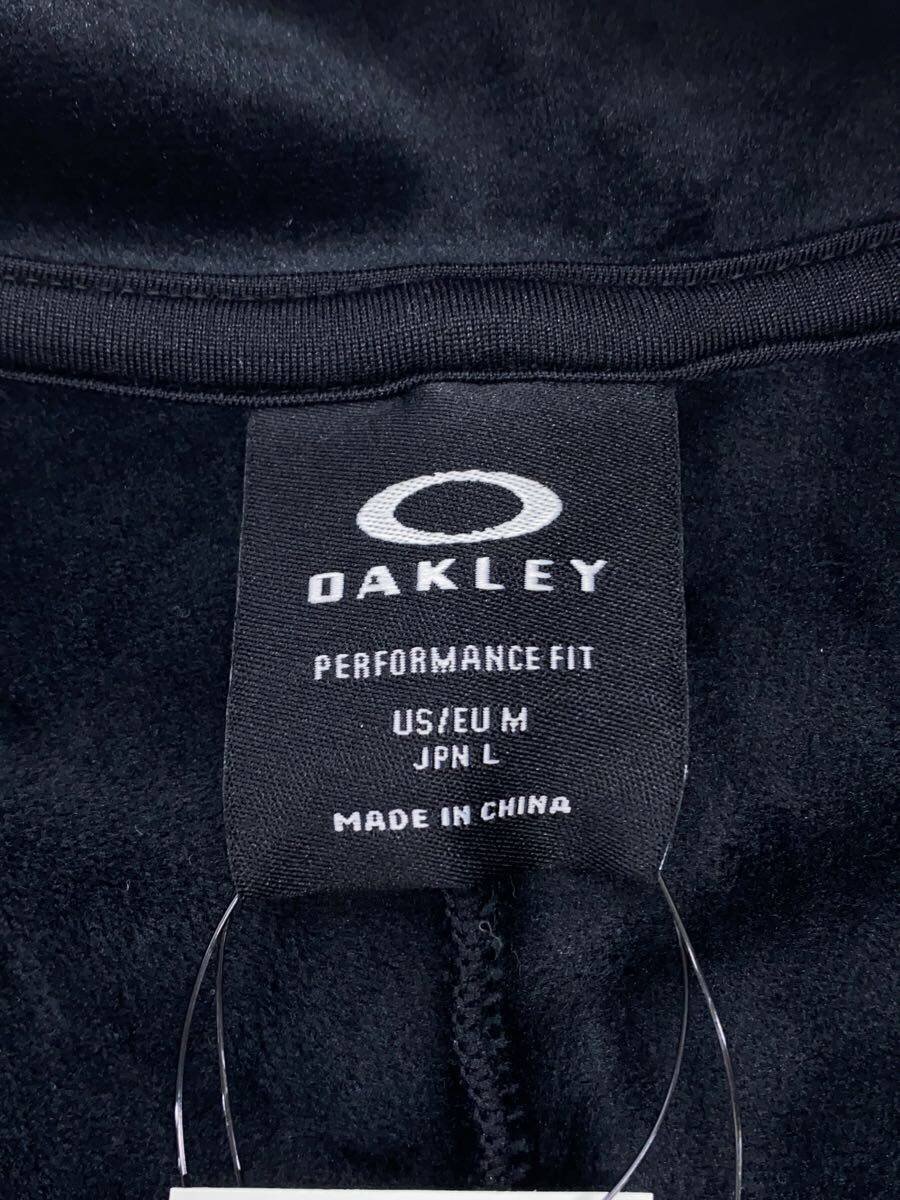 OAKLEY
PERFORMANCE FIT
US/EU M
JPN L
MADE IN CHINA